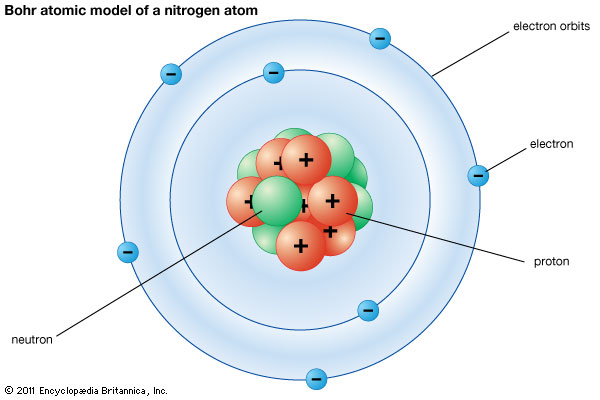 Bohr atomic model of a nitrogen atom
electron orbits
electron
proton
neutron
© 2011 Encyclopædia Britannica, Inc.